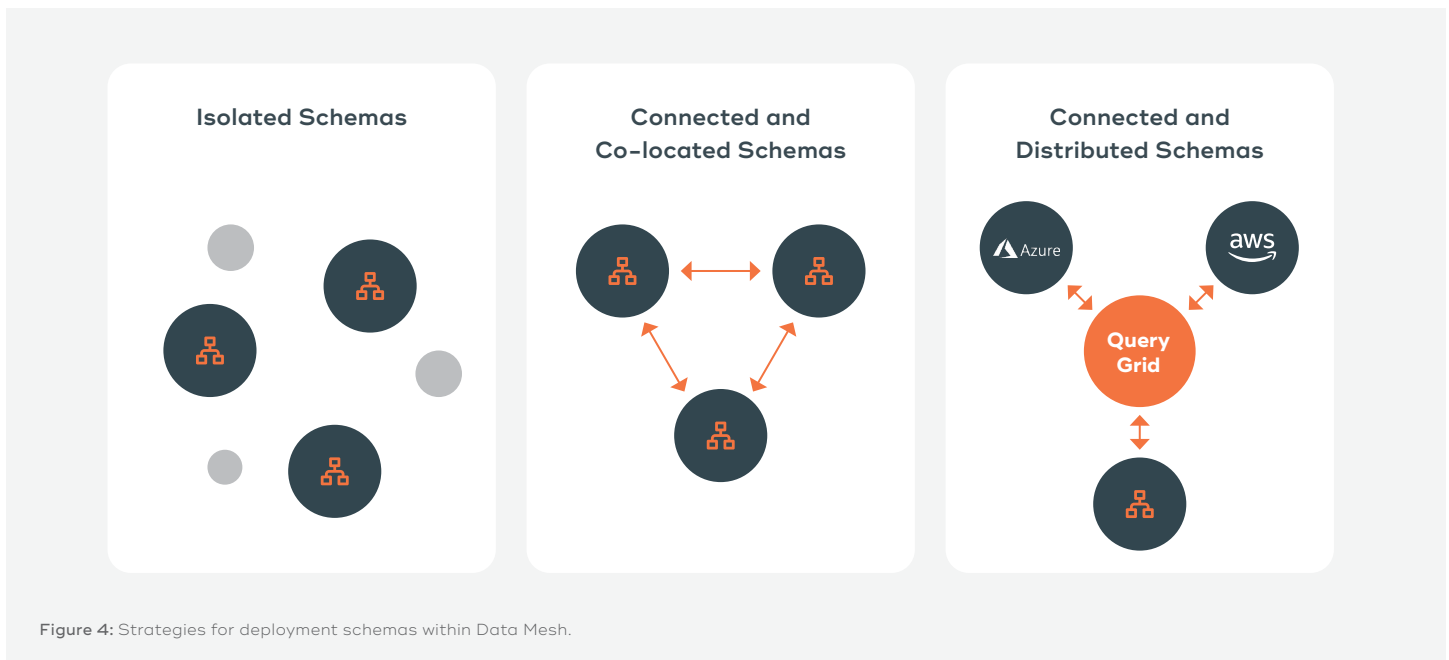 Isolated Schemas
Connected and
Co-located Schemas
Connected and
Distributed Schemas
Azure
aws
Query
Grid
Figure 4: Strategies for deployment schemas within Data Mesh.